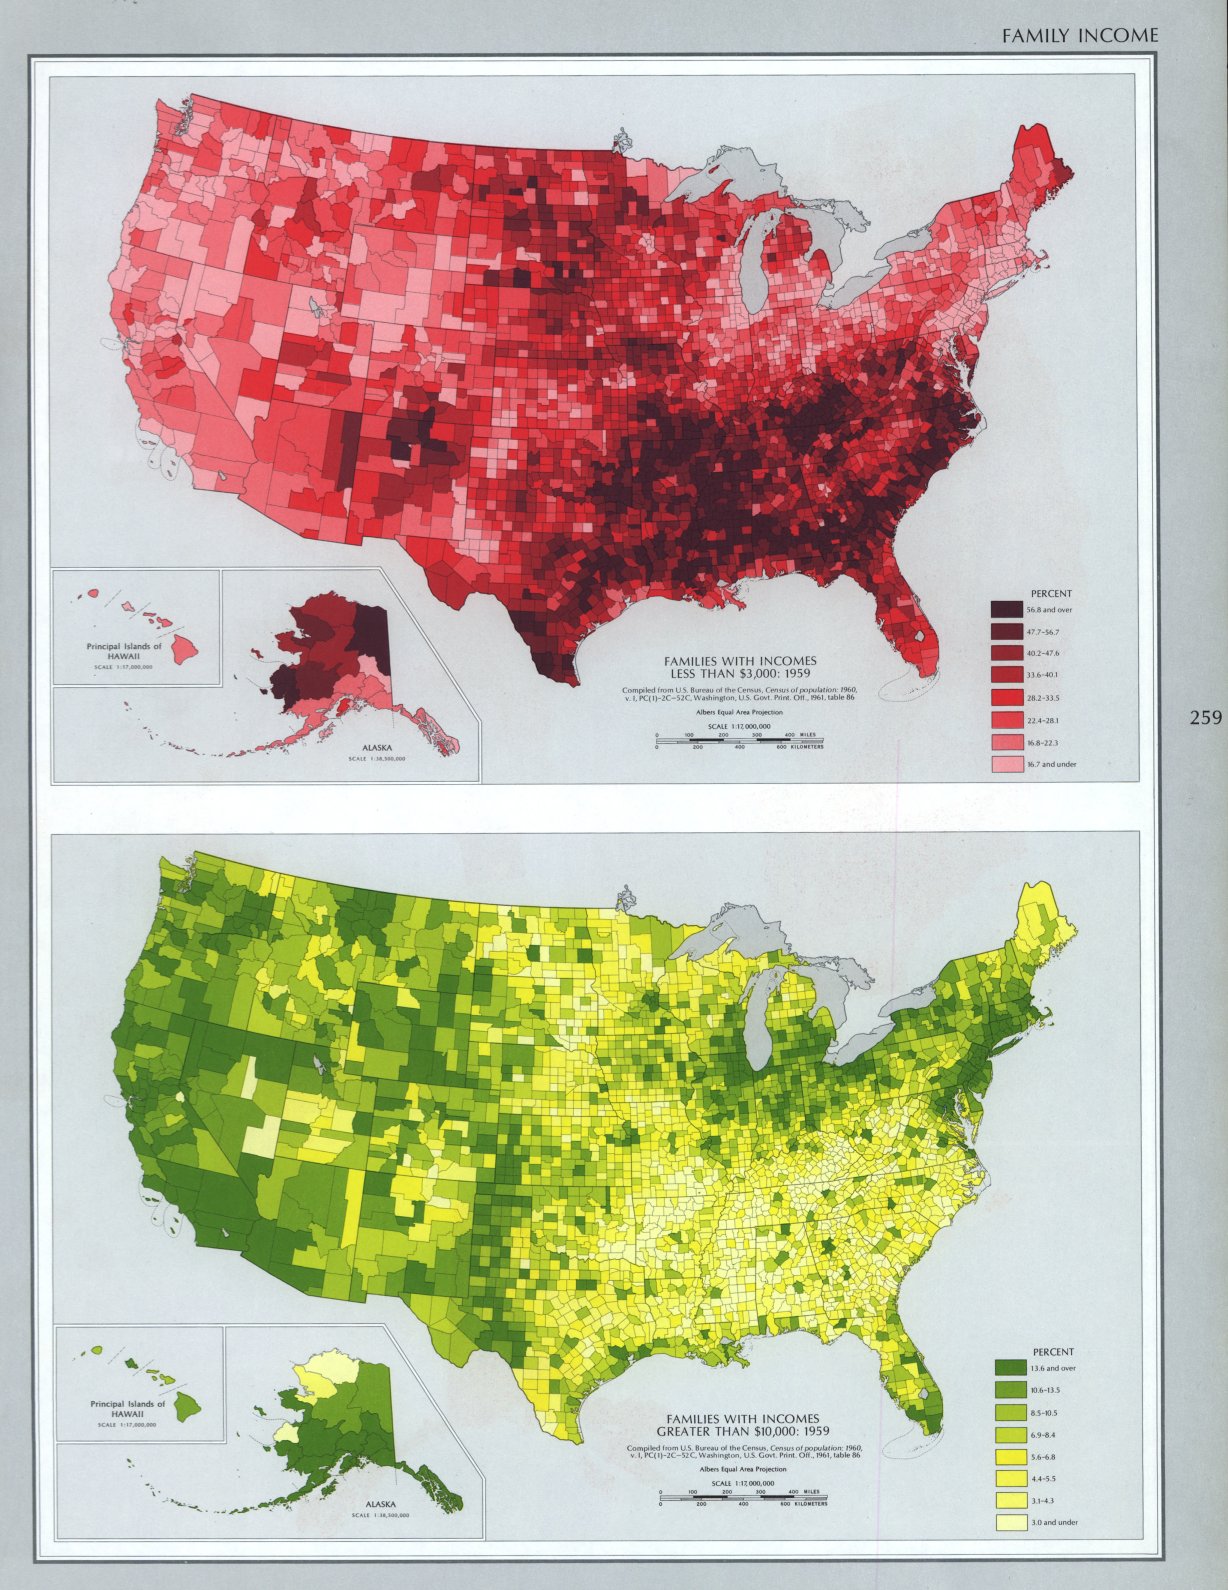 FAMILY INCOME
Principal Islands of
HAWAII
SCALE 1:17,000,000
ALASKA
SCALE 1:38,500,000
FAMILIES WITH INCOMES
LESS THAN $3,000: 1959
Compiled from U.S. Bureau of the Census, Census of population: 1960,
v. 1, PC(1)-2C-52C, Washington, U.S. Govt. Print. Off., 1961, table 86
Albers Equal Area Projection
SCALE 1:17,000,000
0 100 200 300 400 MILES
0 200 400 600 KILOMETERS
PERCENT
56.8 and over
47.7-56.7
40.2-47.6
33.6-40.1
28.2-33.5
22.4-28.1
16.8-22.3
16.7 and under
259
Principal Islands of
HAWAII
SCALE 1:17,000,000
ALASKA
SCALE 1:38,500,000
FAMILIES WITH INCOMES
GREATER THAN $10,000: 1959
Compiled from U.S. Bureau of the Census, Census of population: 1960,
v. 1, PC(1)-2C-52C, Washington, U.S. Govt. Print. Off., 1961, table 86
Albers Equal Area Projection
SCALE 1:17,000,000
0 100 200 300 400 MILES
0 200 400 600 KILOMETERS
PERCENT
13.6 and over
10.6-13.5
8.5-10.5
6.9-8.4
5.6-6.8
4.4-5.5
3.1-4.3
3.0 and under